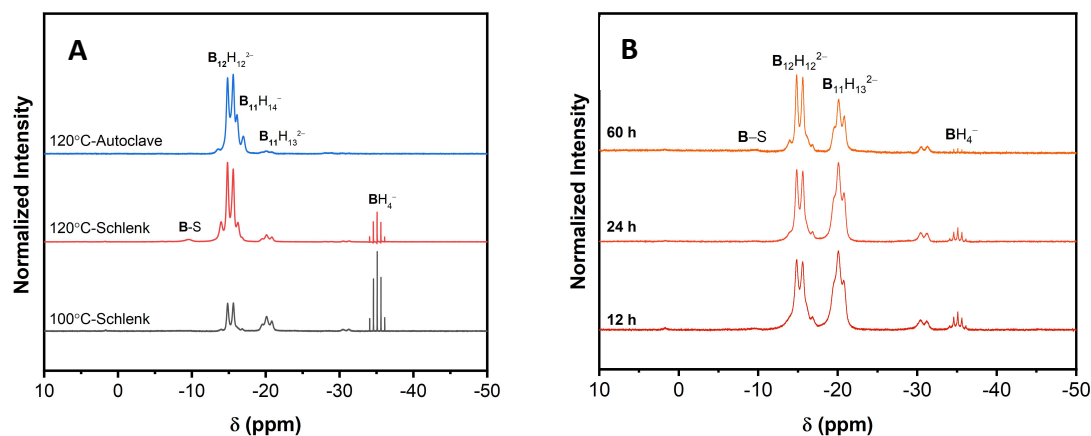 A
B₁₂H₁₂²⁻
B₁₁H₁₄⁻
B₁₁H₁₃²⁻
120°C-Autoclave
BH₄⁻
B-S
120°C-Schlenk
100°C-Schlenk
Normalized Intensity
10 0 -10 -20 -30 -40 -50
δ (ppm)
B
B₁₂H₁₂²⁻
B₁₁H₁₃²⁻
60 h
B–S
BH₄⁻
24 h
12 h
Normalized Intensity
10 0 -10 -20 -30 -40 -50
δ (ppm)